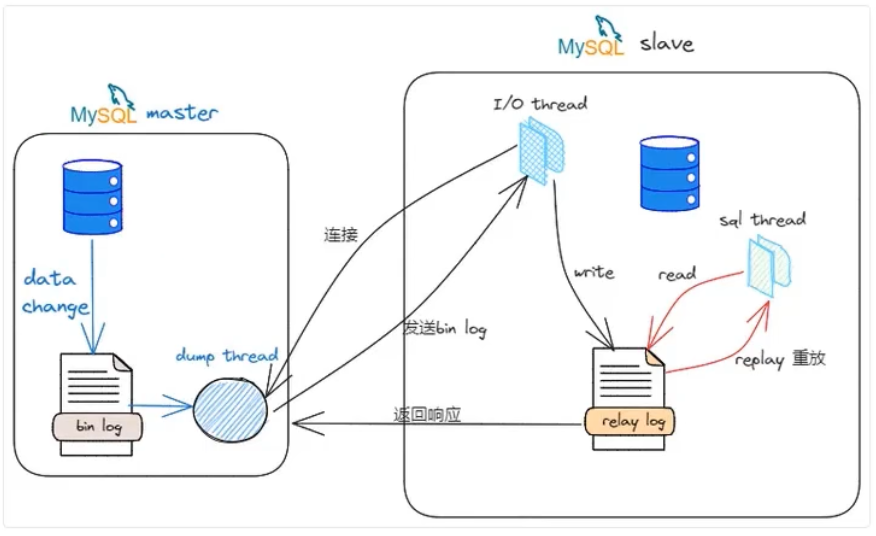 MySQL slave
I/O thread
MySQL master
sql thread
连接
data
change
write
read
发送bin log
dump thread
replay 重放
bin log
返回响应
relay log